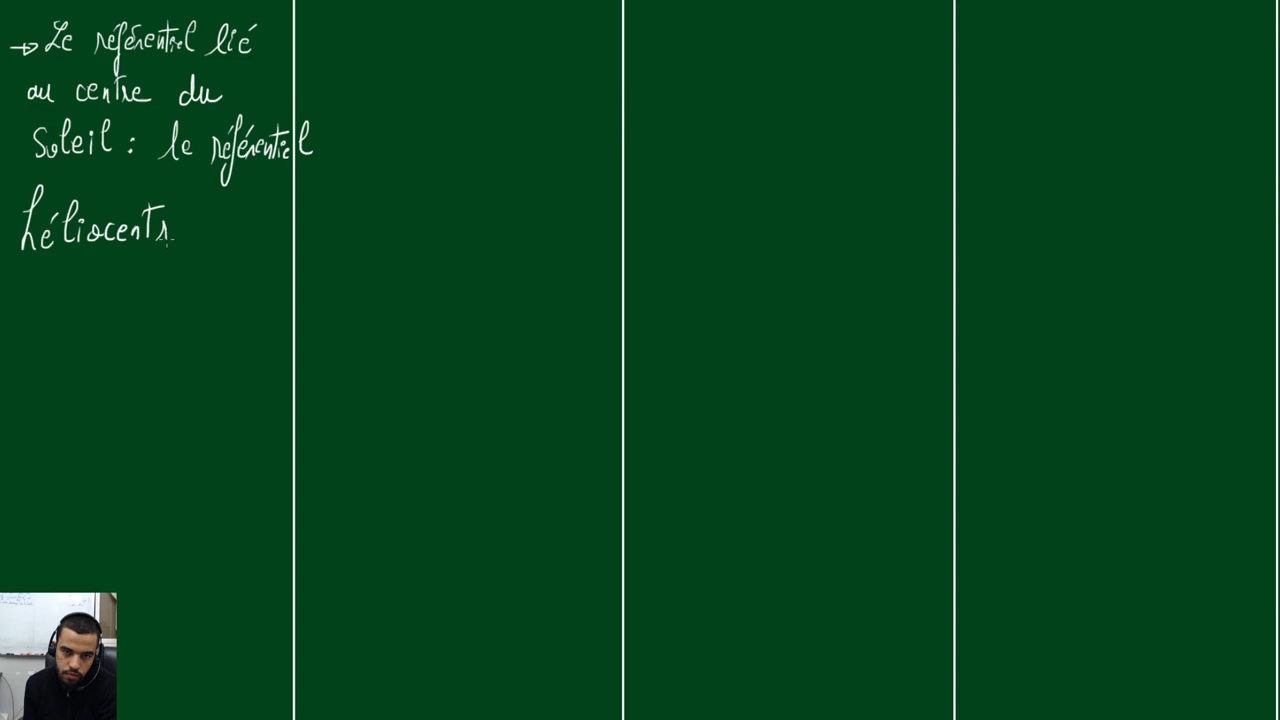 → Le référentiel lié
au centre du
Soleil : le référentiel
héliocentr